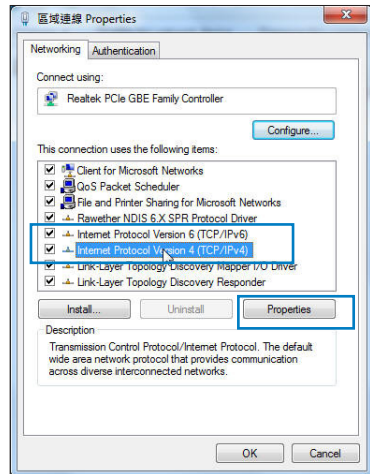 區域連線 Properties
Networking Authentication
Connect using:
Realtek PCIe GBE Family Controller
Configure...
This connection uses the following items:
Client for Microsoft Networks
QoS Packet Scheduler
File and Printer Sharing for Microsoft Networks
Rawether NDIS 6.X SPR Protocol Driver
Internet Protocol Version 6 (TCP/IPv6)
Internet Protocol Version 4 (TCP/IPv4)
Link-Layer Topology Discovery Mapper I/O Driver
Link-Layer Topology Discovery Responder
Install... Uninstall Properties
Description
Transmission Control Protocol/Internet Protocol. The default
wide area network protocol that provides communication
across diverse interconnected networks.
OK Cancel